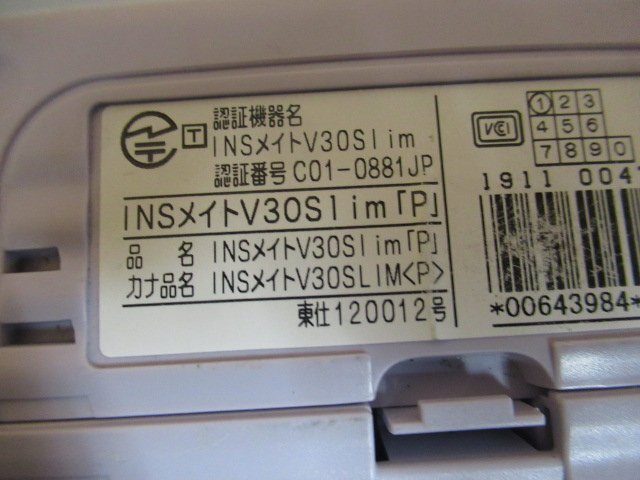 認証機器名
T INSメイトV30Slim
認証番号 C01-0881JP
INSメイトV30Slim「P」
品 名 INSメイトV30Slim「P」
カナ品名 INSメイトV30SLIM<P>
東仕120012号
VCI
1 2 3
4 5 6
7 8 9 0
1911 004
*00643984